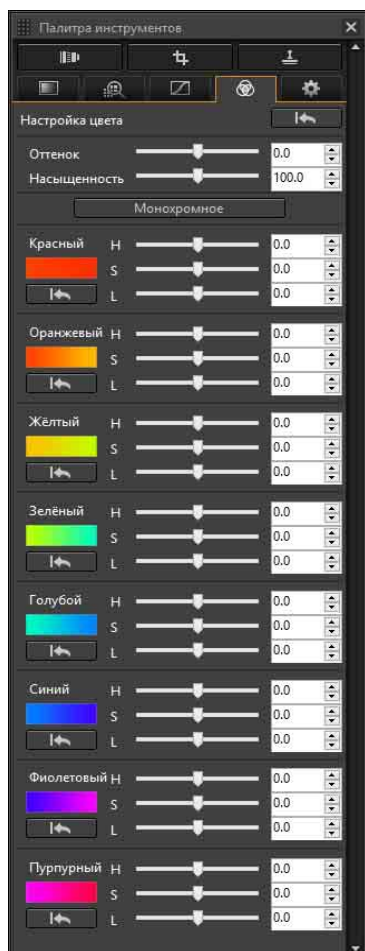 Палитра инструментов
Настройка цвета
Оттенок 0.0
Насыщенность 100.0
Монохромное
Красный H 0.0
S 0.0
L 0.0
Оранжевый H 0.0
S 0.0
L 0.0
Жёлтый H 0.0
S 0.0
L 0.0
Зелёный H 0.0
S 0.0
L 0.0
Голубой H 0.0
S 0.0
L 0.0
Синий H 0.0
S 0.0
L 0.0
Фиолетовый H 0.0
S 0.0
L 0.0
Пурпурный H 0.0
S 0.0
L 0.0